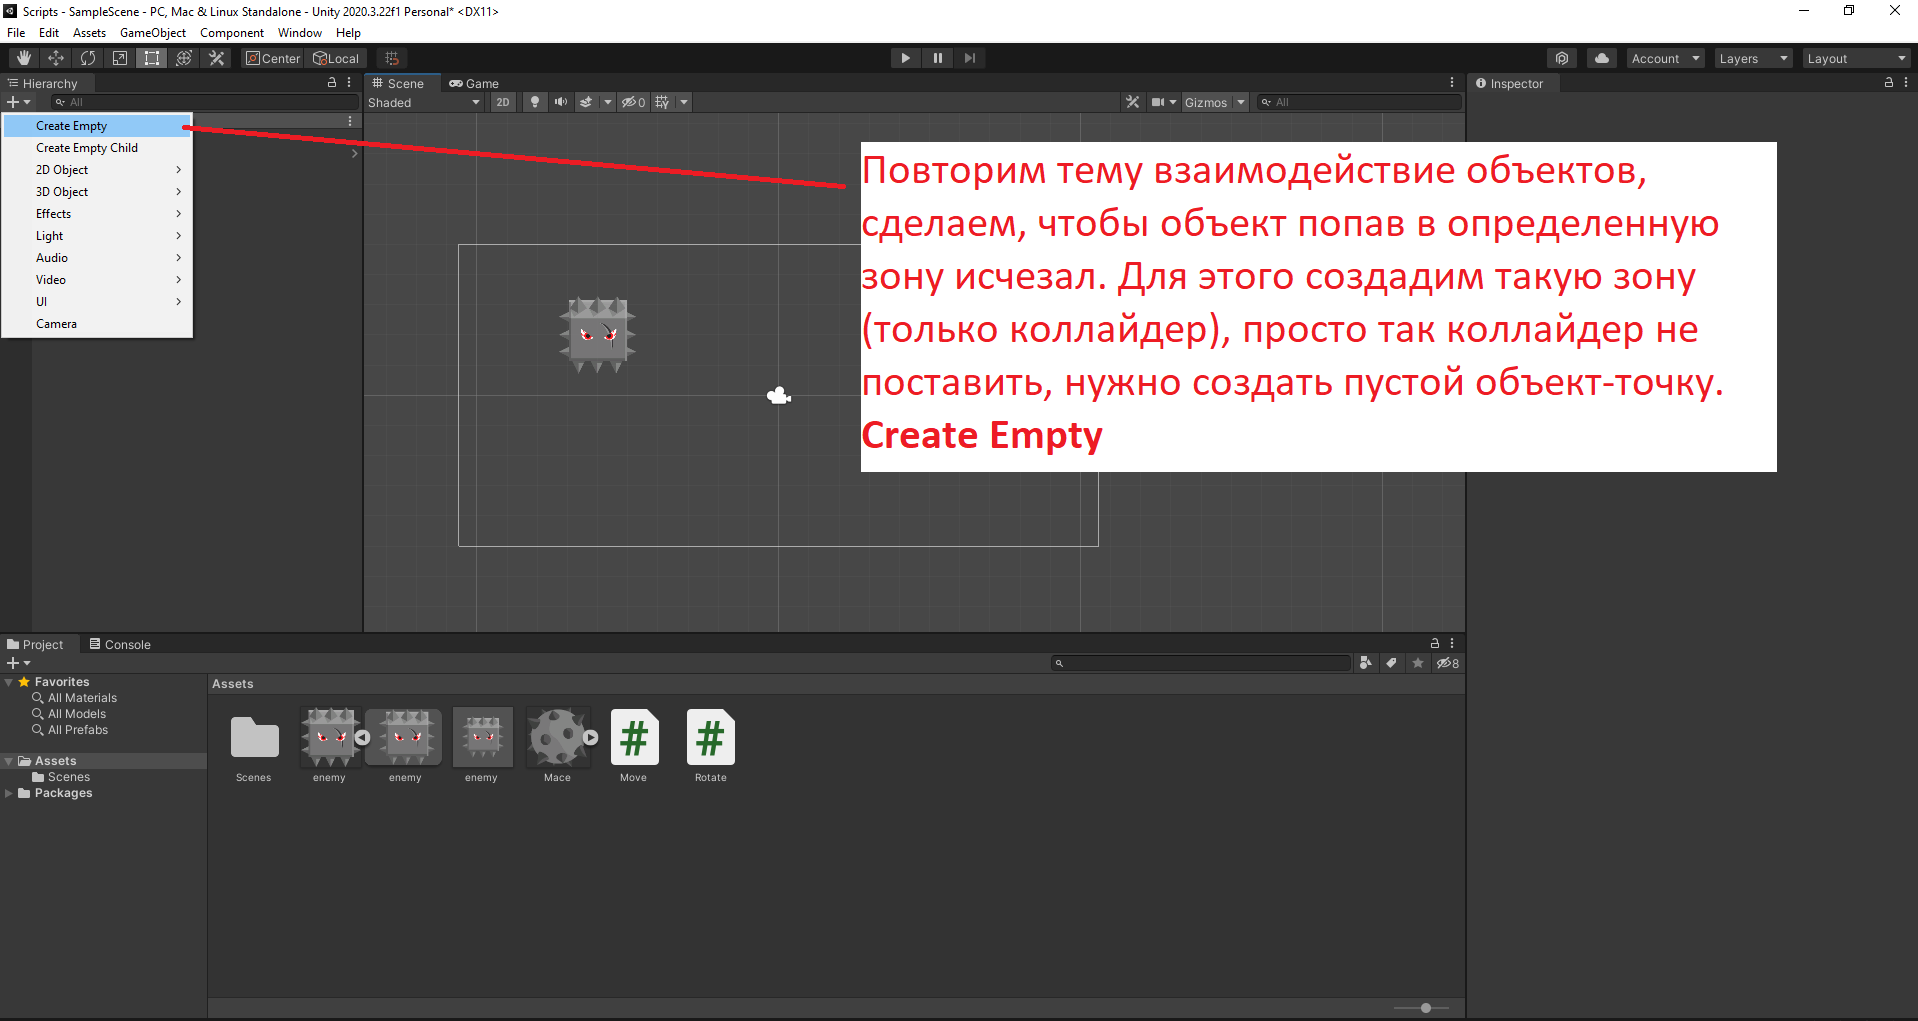 Scripts - SampleScene - PC, Mac & Linux Standalone - Unity 2020.3.22f1 Personal* <DX11>
File Edit Assets GameObject Component Window Help
Center Local Account Layers Layout
Hierarchy
All
Create Empty
Create Empty Child
2D Object
3D Object
Effects
Light
Audio
Video
UI
Camera
Scene Game
Shaded 2D 0 Gizmos All
Inspector
Повторим тему взаимодействие объектов,
сделаем, чтобы объект попав в определенную
зону исчезал. Для этого создадим такую зону
(только коллайдер), просто так коллайдер не
поставить, нужно создать пустой объект-точку.
Create Empty
Project Console
8
Favorites
All Materials
All Models
All Prefabs
Assets
Scenes
Packages
Assets
Scenes enemy enemy enemy Mace Move Rotate